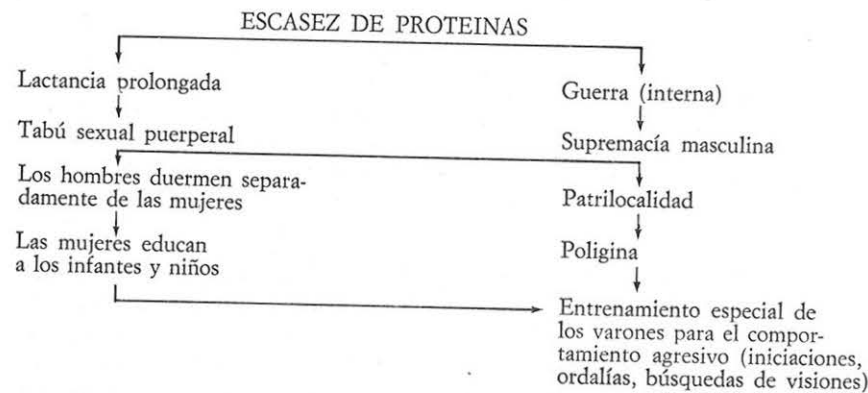 ESCASEZ DE PROTEINAS
Lactancia prolongada
Tabú sexual puerperal
Los hombres duermen separa-
damente de las mujeres
Las mujeres educan
a los infantes y niños
Guerra (interna)
Supremacía masculina
Patrilocalidad
Poligina
Entrenamiento especial de
los varones para el compor-
tamiento agresivo (iniciaciones,
ordalías, búsquedas de visiones)